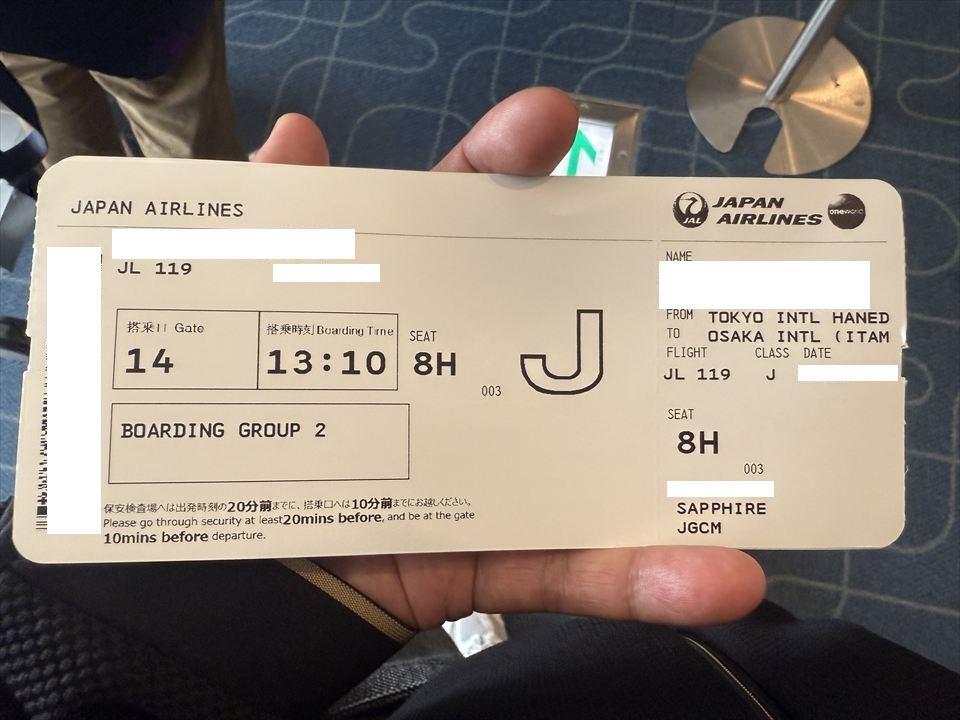 JAPAN AIRLINES
JL 119
搭乗口 Gate
14
搭乗時刻 Boarding Time
13:10
SEAT
8H
003
J
BOARDING GROUP 2
保安検査場へは出発時刻の20分前までに、搭乗口へは10分前までにお越しください。
Please go through security at least 20mins before, and be at the gate
10mins before departure.
JAL
JAPAN
AIRLINES
oneworld
NAME
FROM TOKYO INTL HANED
TO OSAKA INTL (ITAM
FLIGHT CLASS DATE
JL 119 J
SEAT
8H
003
SAPPHIRE
JGCM